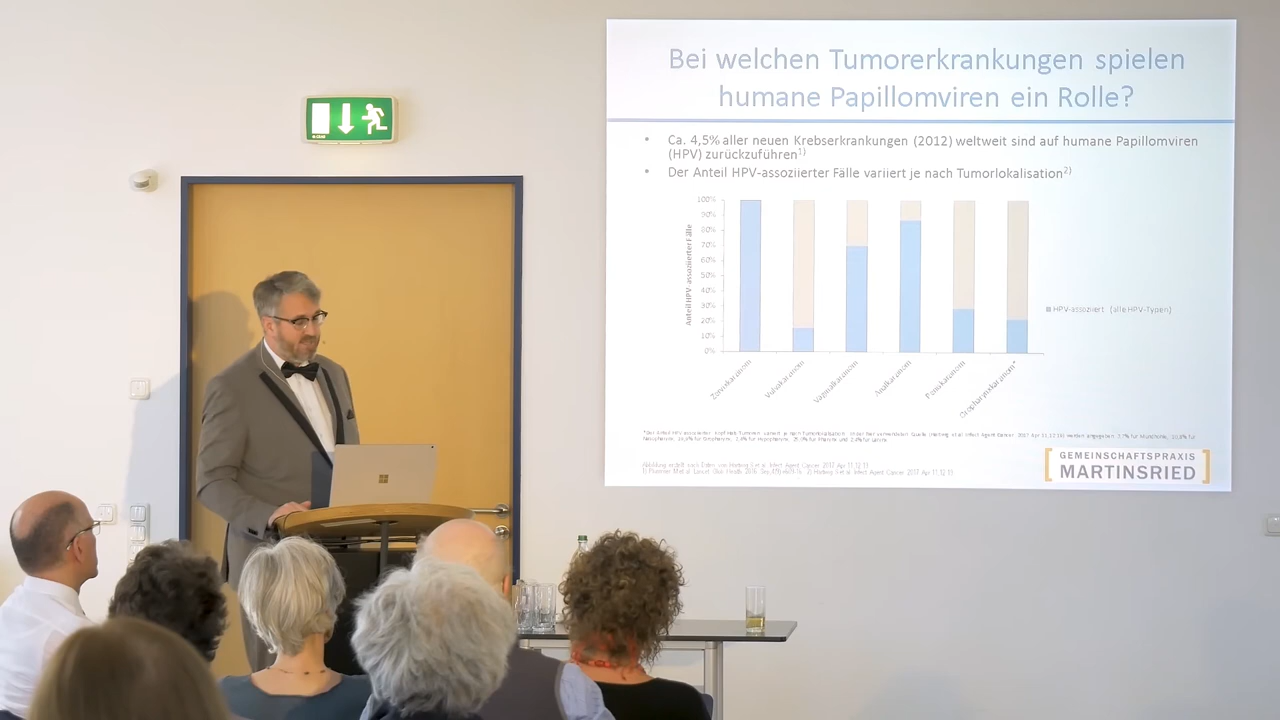 Bei welchen Tumorerkrankungen spielen
humane Papillomviren ein Rolle?
• Ca. 4,5% aller neuen Krebserkrankungen (2012) weltweit sind auf humane Papillomviren
(HPV) zurückzuführen1)
• Der Anteil HPV-assoziierter Fälle variiert je nach Tumorlokalisation2)
100%
90%
80%
70%
60%
50%
40%
30%
20%
10%
0%
Anteil HPV-assoziierter Fälle
HPV-assoziiert (alle HPV-Typen)
Zervixkarzinom
Vulvakarzinom
Vaginalkarzinom
Analkarzinom
Peniskarzinom
Oropharynxkarzinom*
GEMEINSCHAFTSPRAXIS
MARTINSRIED